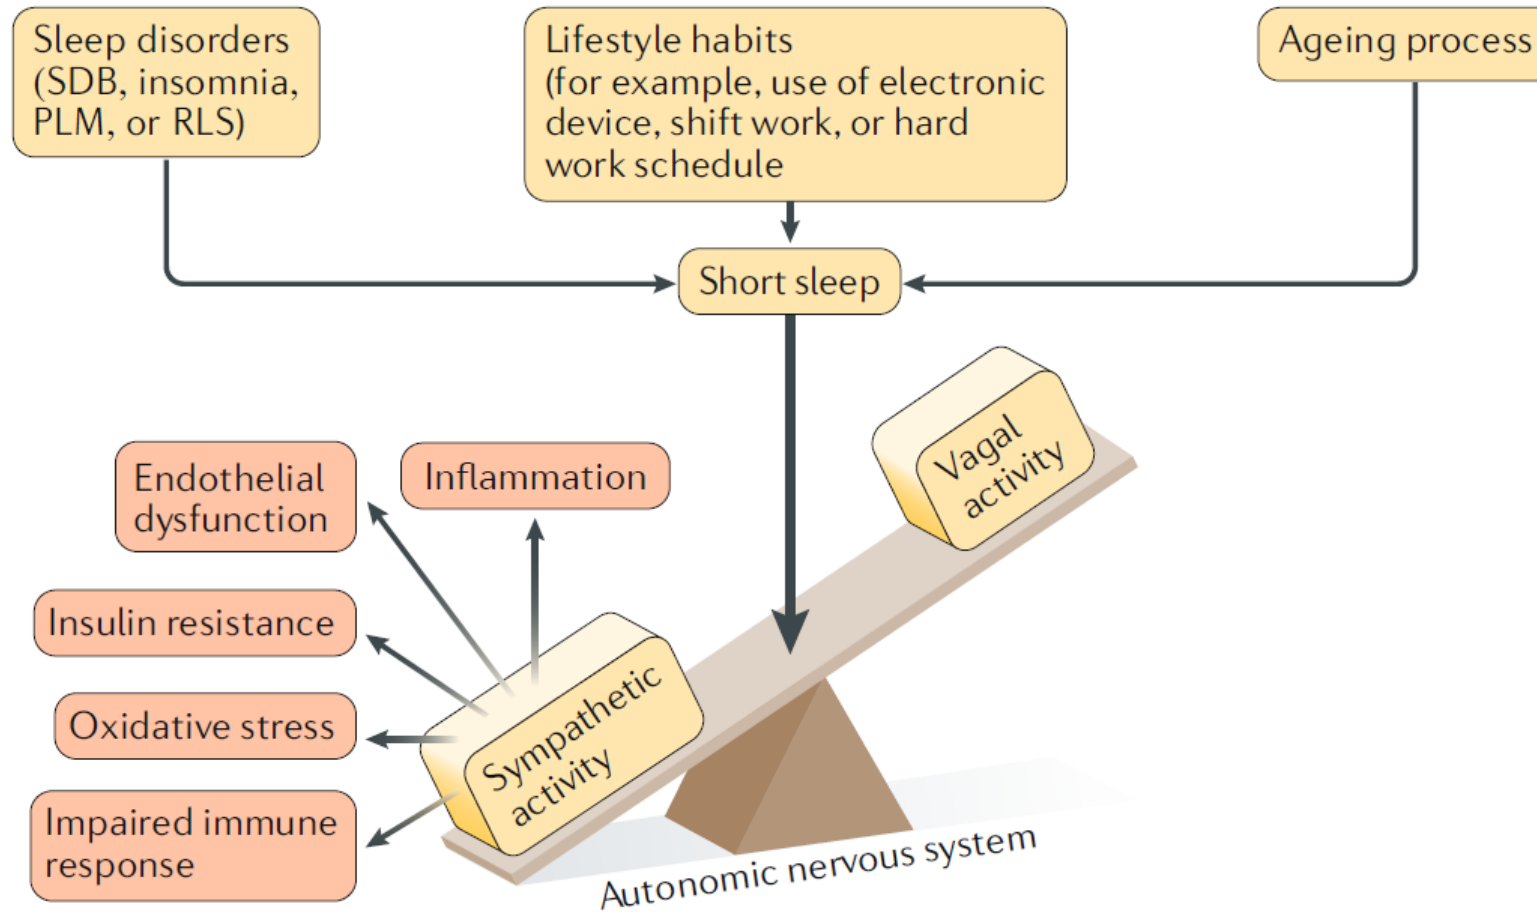 Sleep disorders
(SDB, insomnia,
PLM, or RLS)
Lifestyle habits
(for example, use of electronic
device, shift work, or hard
work schedule
Ageing process
Short sleep
Vagal
activity
Endothelial
dysfunction
Inflammation
Insulin resistance
Oxidative stress
Impaired immune
response
Sympathetic
activity
Autonomic nervous system